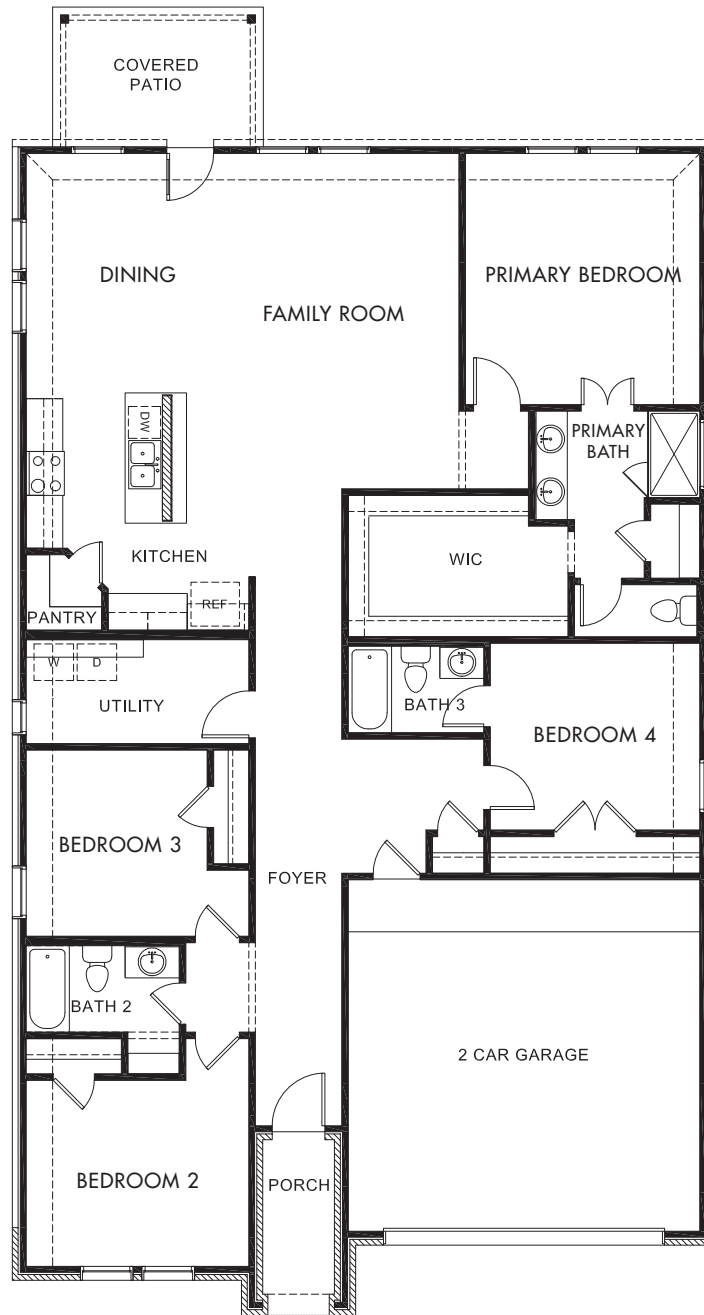 COVERED
PATIO
DINING
PRIMARY BEDROOM
FAMILY ROOM
DW
PRIMARY
BATH
KITCHEN
WIC
REF
PANTRY
W
D
UTILITY
BATH 3
BEDROOM 4
BEDROOM 3
FOYER
BATH 2
2 CAR GARAGE
BEDROOM 2
PORCH